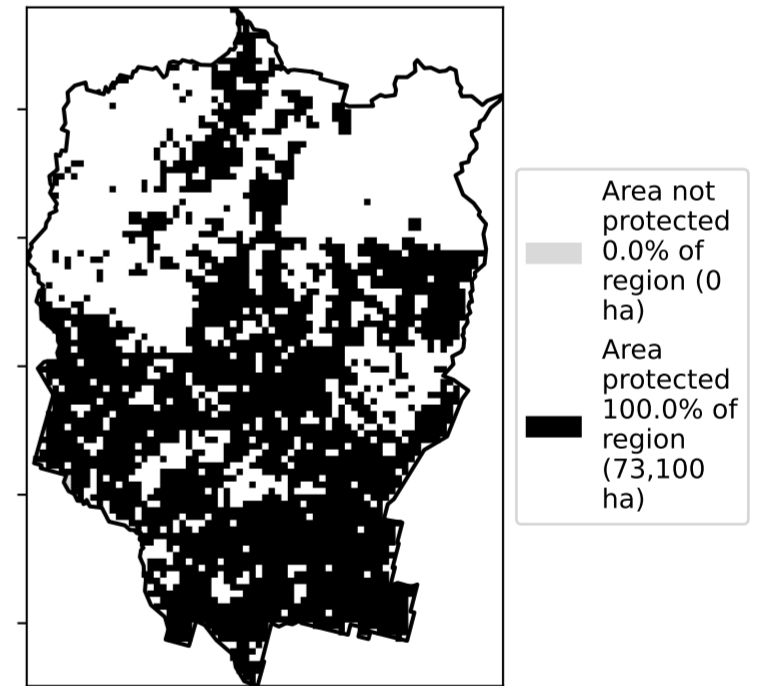 Area not
protected
0.0% of
region (0
ha)
Area
protected
100.0% of
region
(73,100
ha)